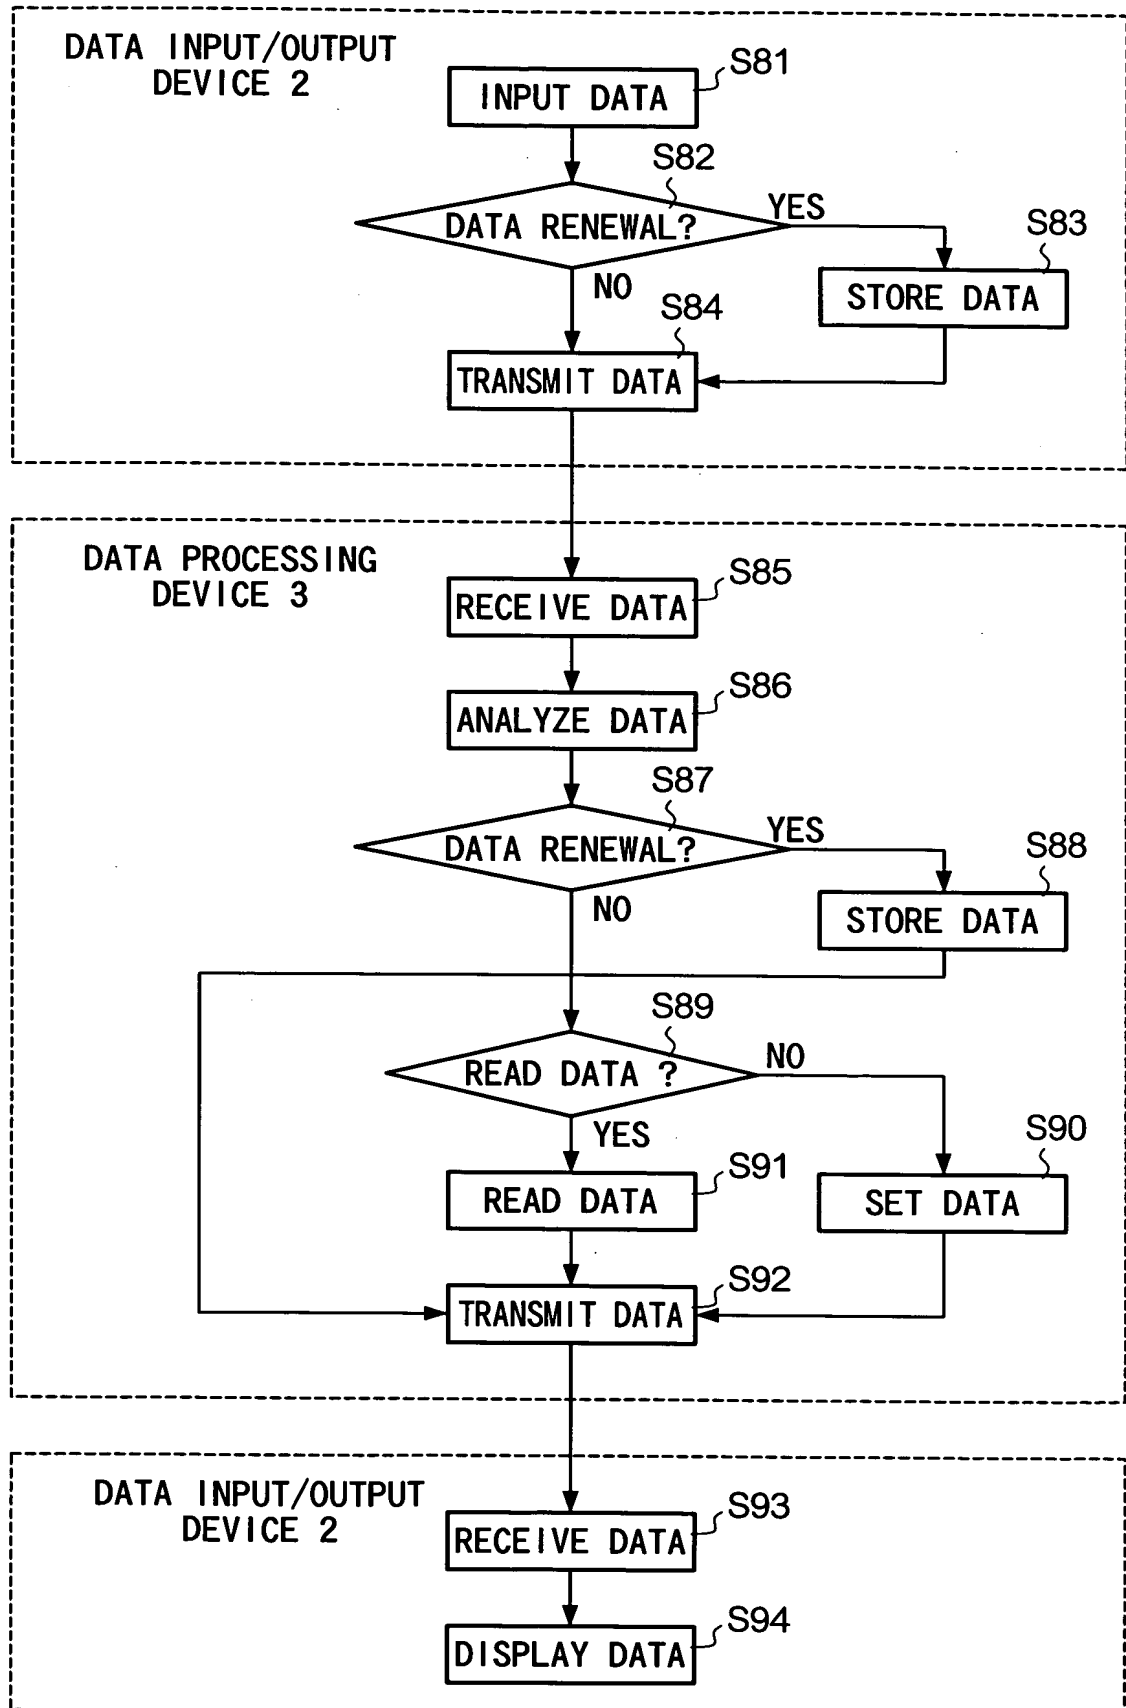 DATA INPUT/OUTPUT
DEVICE 2
S81
INPUT DATA
S82
DATA RENEWAL?
YES
NO
S83
STORE DATA
S84
TRANSMIT DATA
DATA PROCESSING
DEVICE 3
S85
RECEIVE DATA
S86
ANALYZE DATA
S87
DATA RENEWAL?
YES
NO
S88
STORE DATA
S89
READ DATA ?
NO
YES
S90
SET DATA
S91
READ DATA
S92
TRANSMIT DATA
DATA INPUT/OUTPUT
DEVICE 2
S93
RECEIVE DATA
S94
DISPLAY DATA